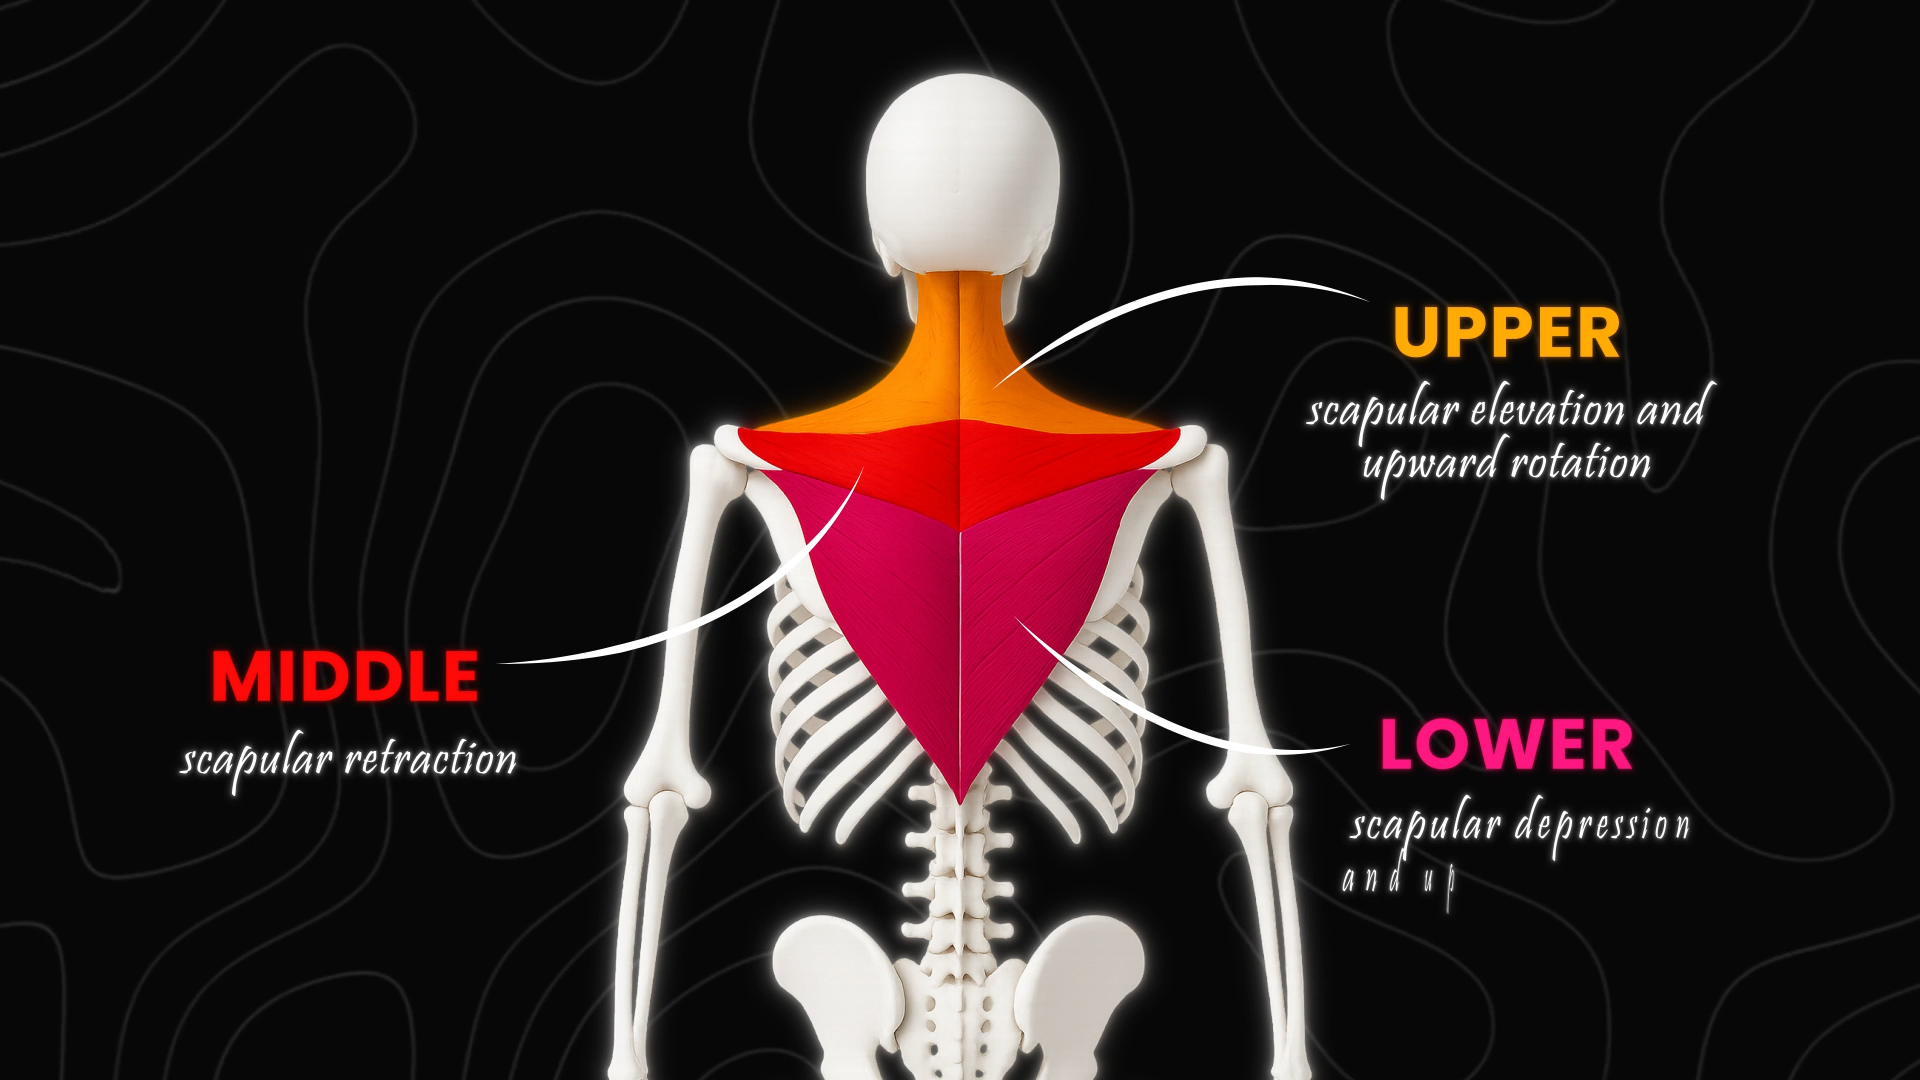 UPPER
scapular elevation and
upward rotation
MIDDLE
scapular retraction
LOWER
scapular depression
and up